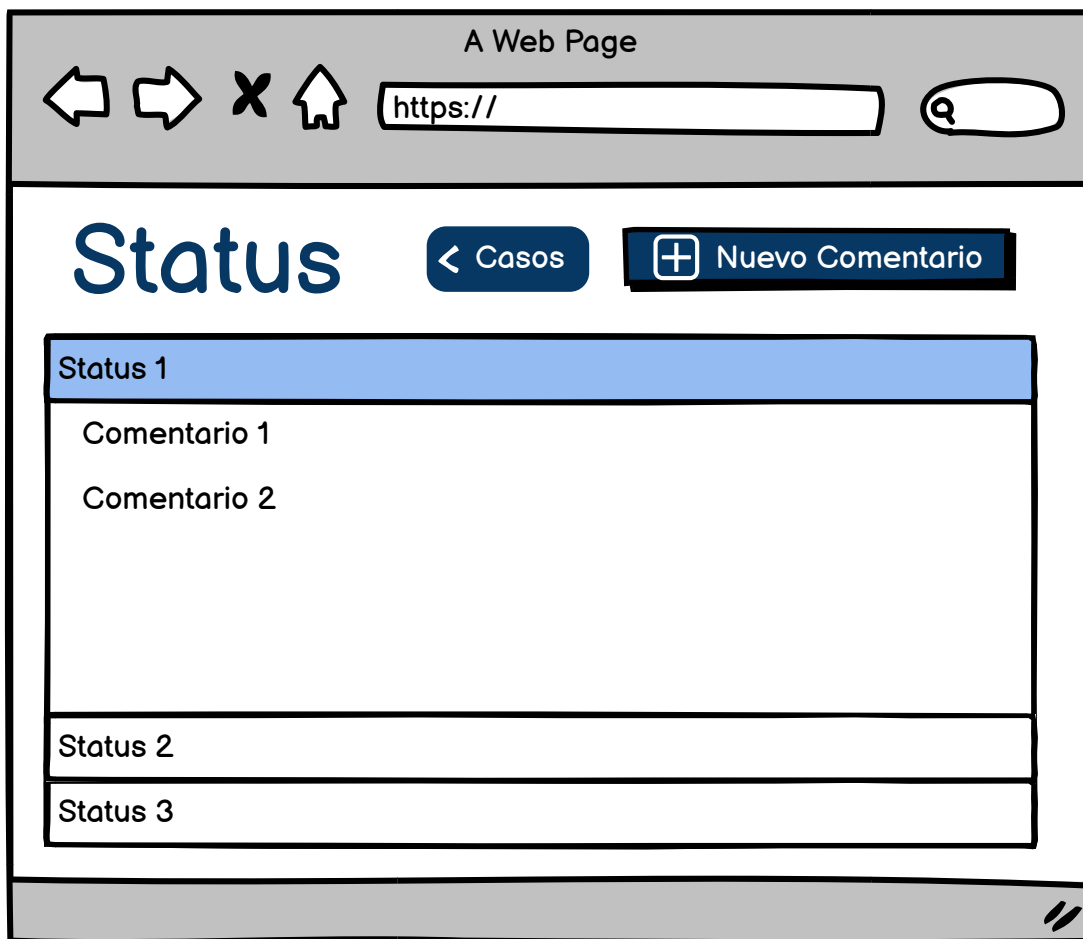 A Web Page
https://
Status
Casos
Nuevo Comentario
Status 1
Comentario 1
Comentario 2
Status 2
Status 3